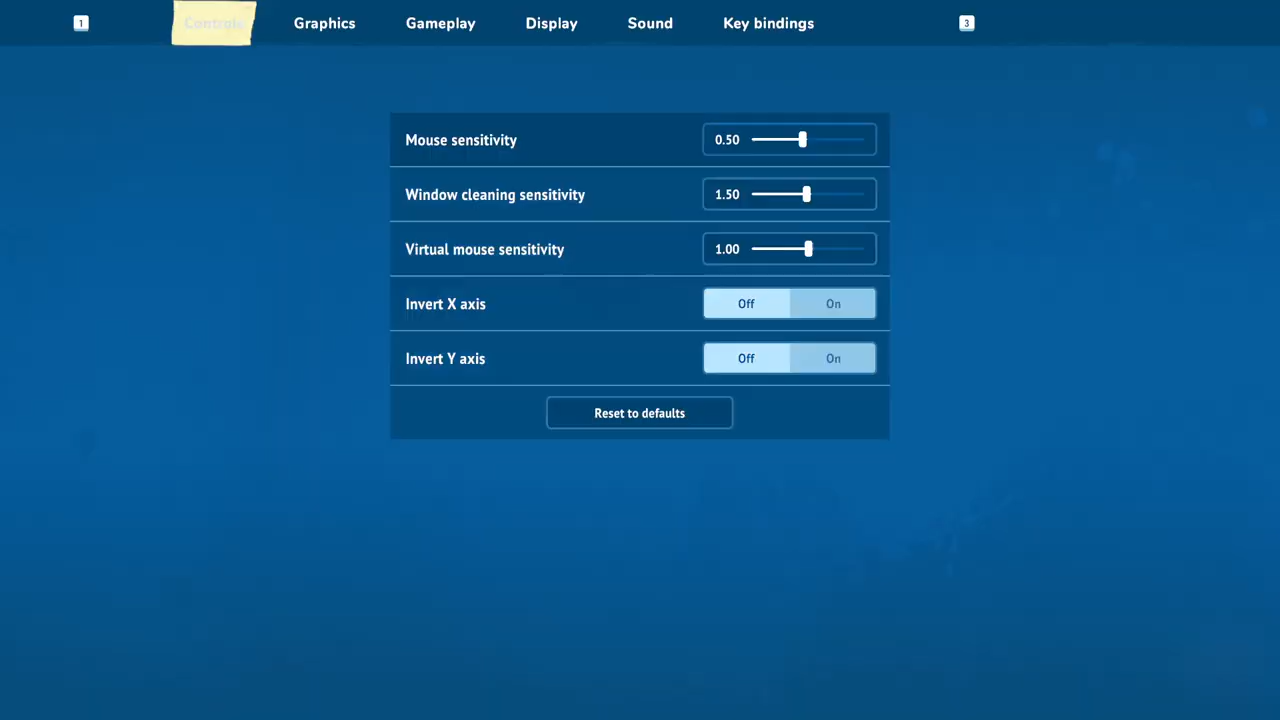 1 Controls Graphics Gameplay Display Sound Key bindings 3
Mouse sensitivity 0.50
Window cleaning sensitivity 1.50
Virtual mouse sensitivity 1.00
Invert X axis Off On
Invert Y axis Off On
Reset to defaults